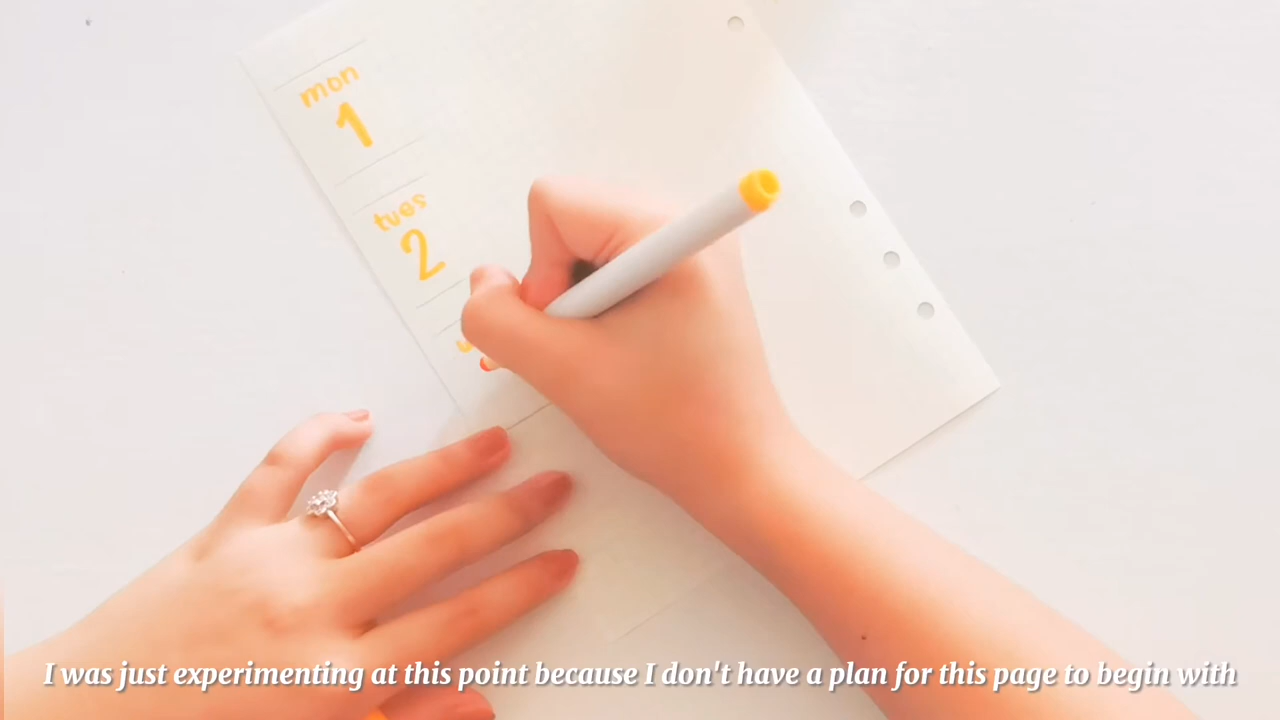 mon
1
tues
2
I was just experimenting at this point because I don't have a plan for this page to begin with